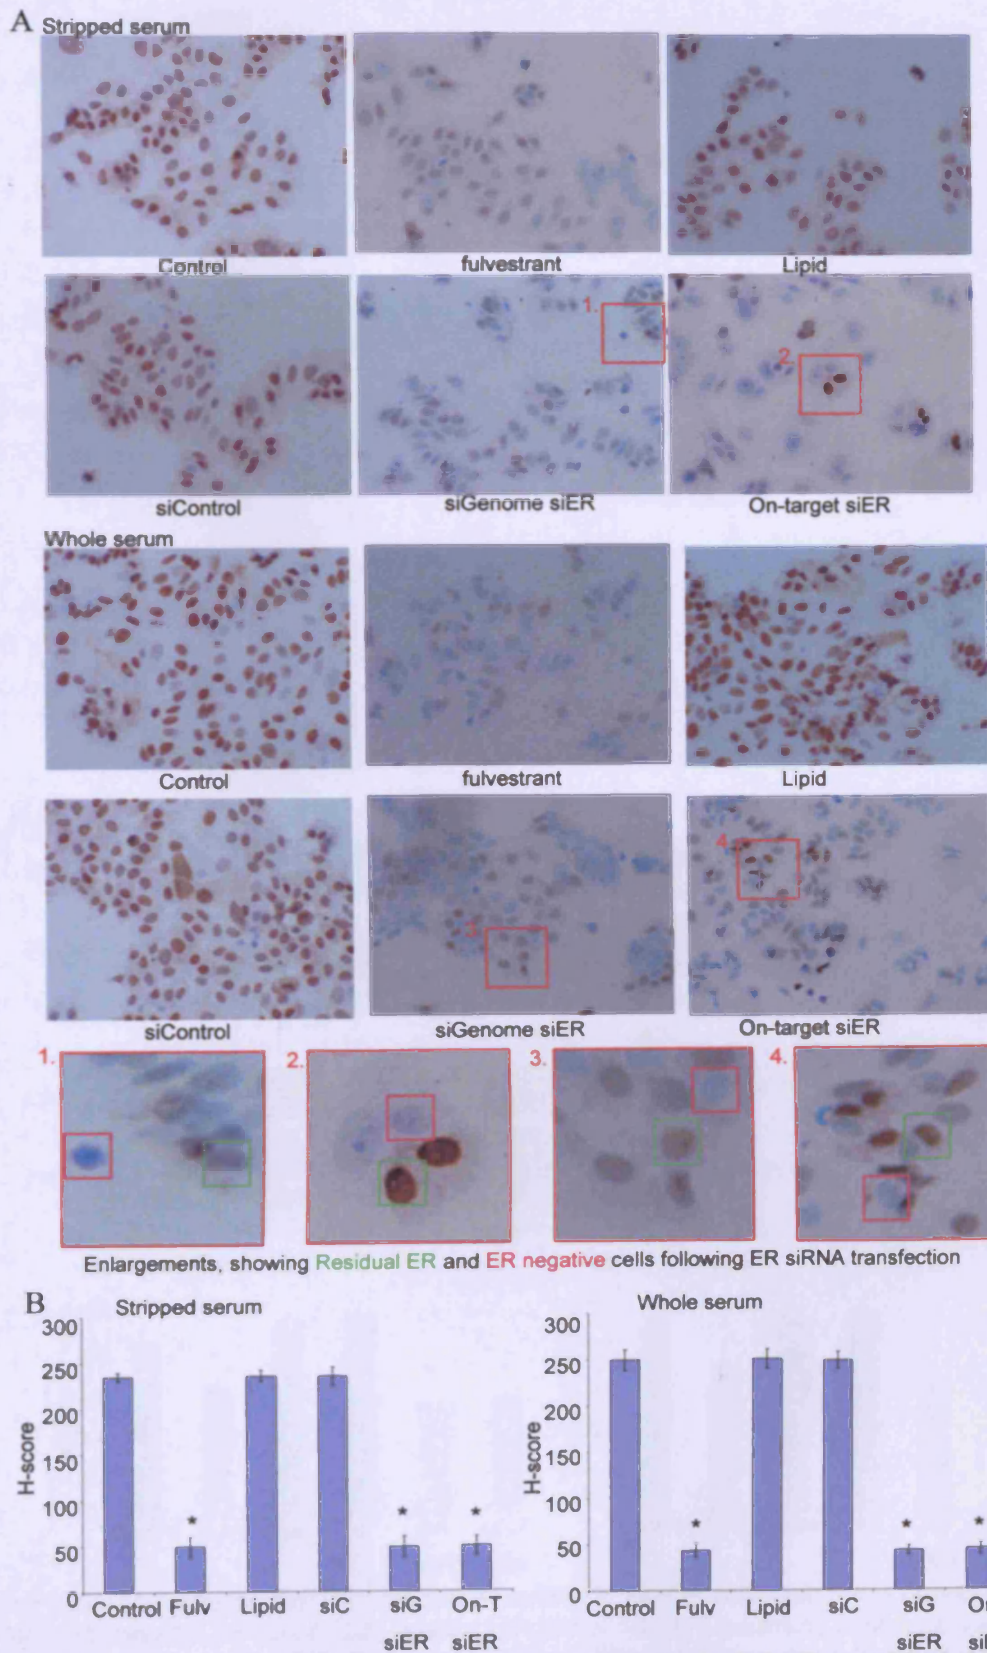 A
Stripped serum
Control fulvestrant Lipid
1.
2.
siControl siGenome siER On-target siER
Whole serum
Control fulvestrant Lipid
4.
3.
siControl siGenome siER On-target siER
1. 2. 3. 4.
Enlargements, showing Residual ER and ER negative cells following ER siRNA transfection
B
Stripped serum
300
250
200
150
100
50
0
H-score
* * *
Control Fulv Lipid siC siG On-T
siER siER
Whole serum
300
250
200
150
100
50
0
H-score
* * *
Control Fulv Lipid siC siG
siER